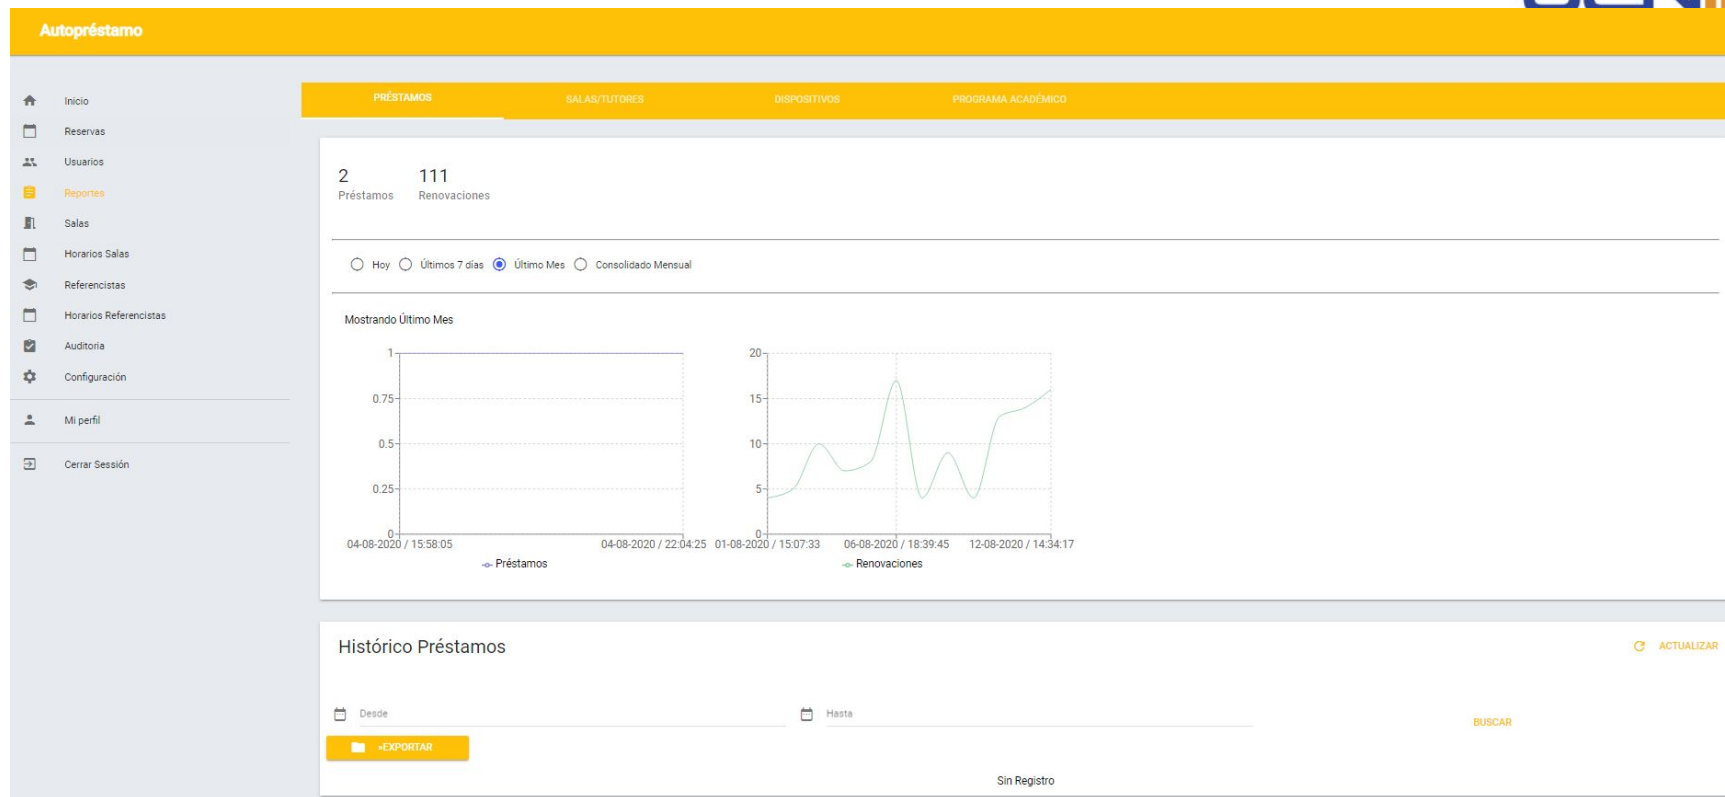 Autopréstamo
Inicio
Reservas
Usuarios
Reportes
Salas
Horarios Salas
Referencistas
Horarios Referencistas
Auditoria
Configuración
Mi perfil
Cerrar Sesión
PRÉSTAMOS SALAS/TUTORES DISPOSITIVOS PROGRAMA ACADÉMICO
2 111
Préstamos Renovaciones
Hoy Últimos 7 días Último Mes Consolidado Mensual
Mostrando Último Mes
1
0.75
0.5
0.25
0
04-08-2020 / 15:58:05 04-08-2020 / 22:04:25
Préstamos
20
15
10
5
0
01-08-2020 / 15:07:33 06-08-2020 / 18:39:45 12-08-2020 / 14:34:17
Renovaciones
Histórico Préstamos
ACTUALIZAR
Desde Hasta
BUSCAR
+EXPORTAR
Sin Registro